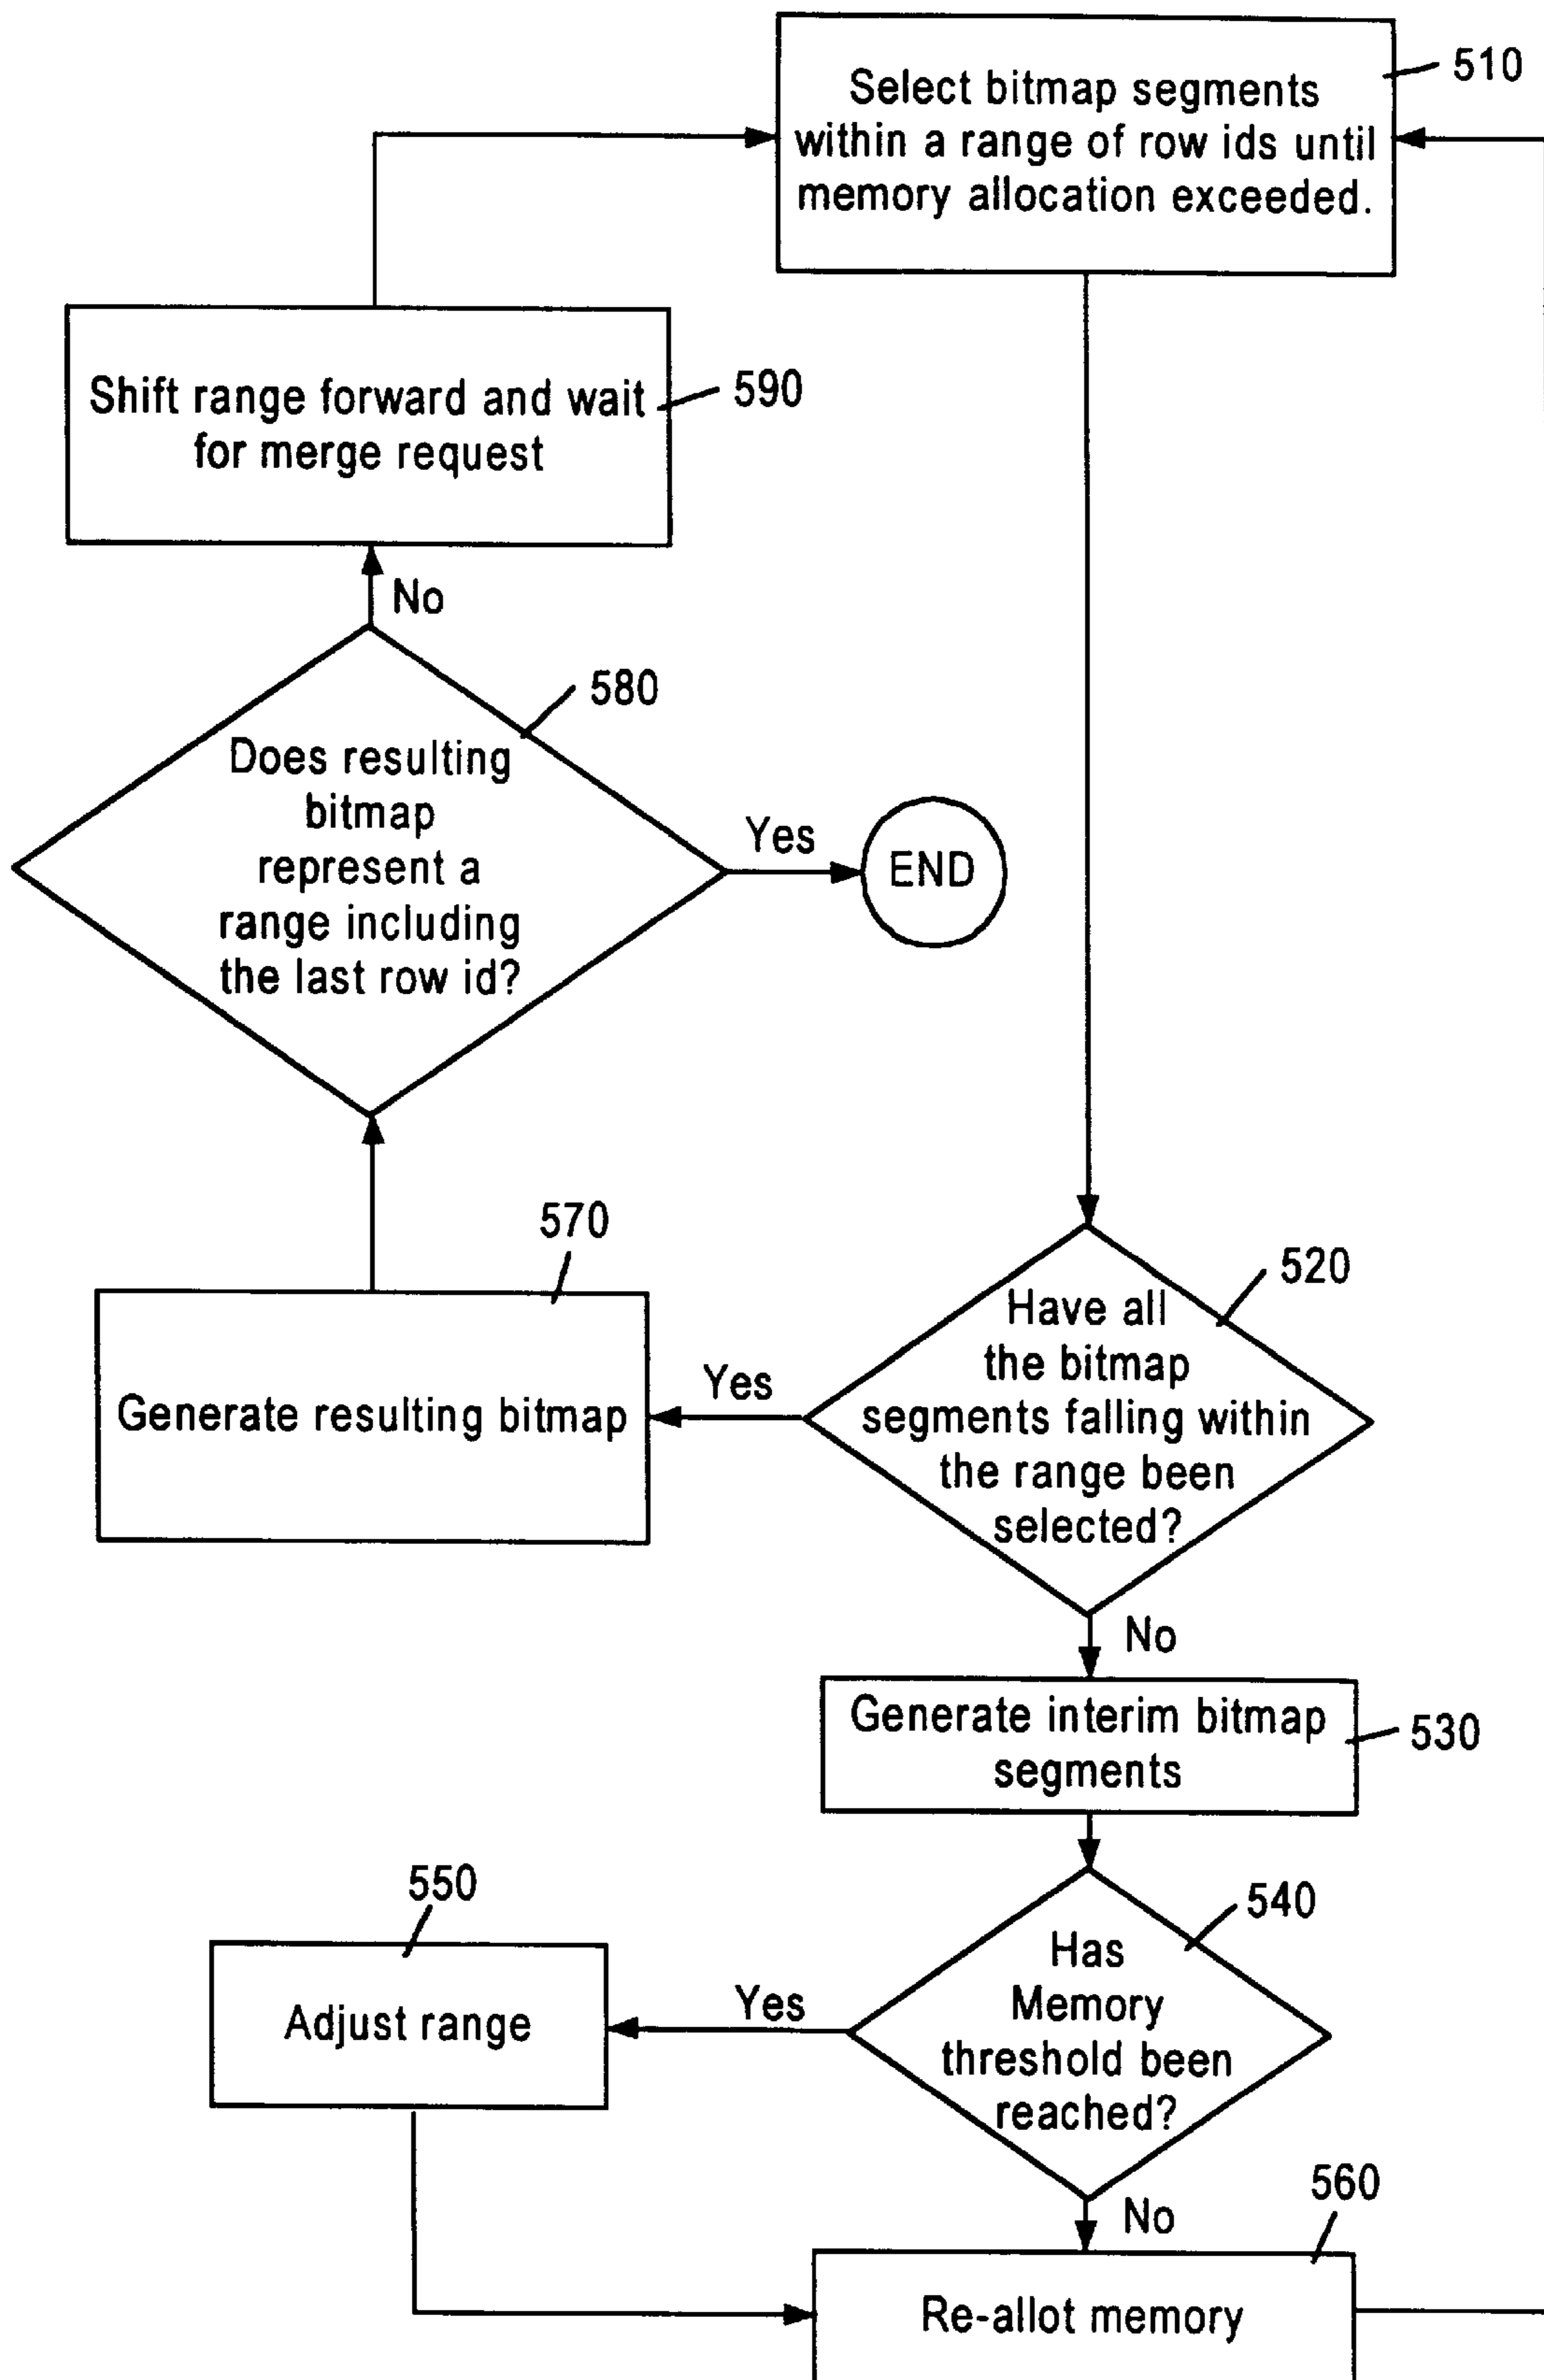 Select bitmap segments
within a range of row ids until
memory allocation exceeded.
510
Shift range forward and wait
for merge request
590
No
580
Does resulting
bitmap
represent a
range including
the last row id?
Yes
END
570
Generate resulting bitmap
Yes
520
Have all
the bitmap
segments falling within
the range been
selected?
No
Generate interim bitmap
segments
530
550
Adjust range
Yes
540
Has
Memory
threshold been
reached?
No
560
Re-allot memory